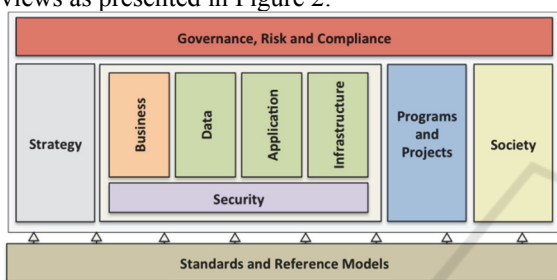 views as presented in Figure 2.
Governance, Risk and Compliance
Strategy
Business
Data
Application
Infrastructure
Security
Programs
and
Projects
Society
Standards and Reference Models